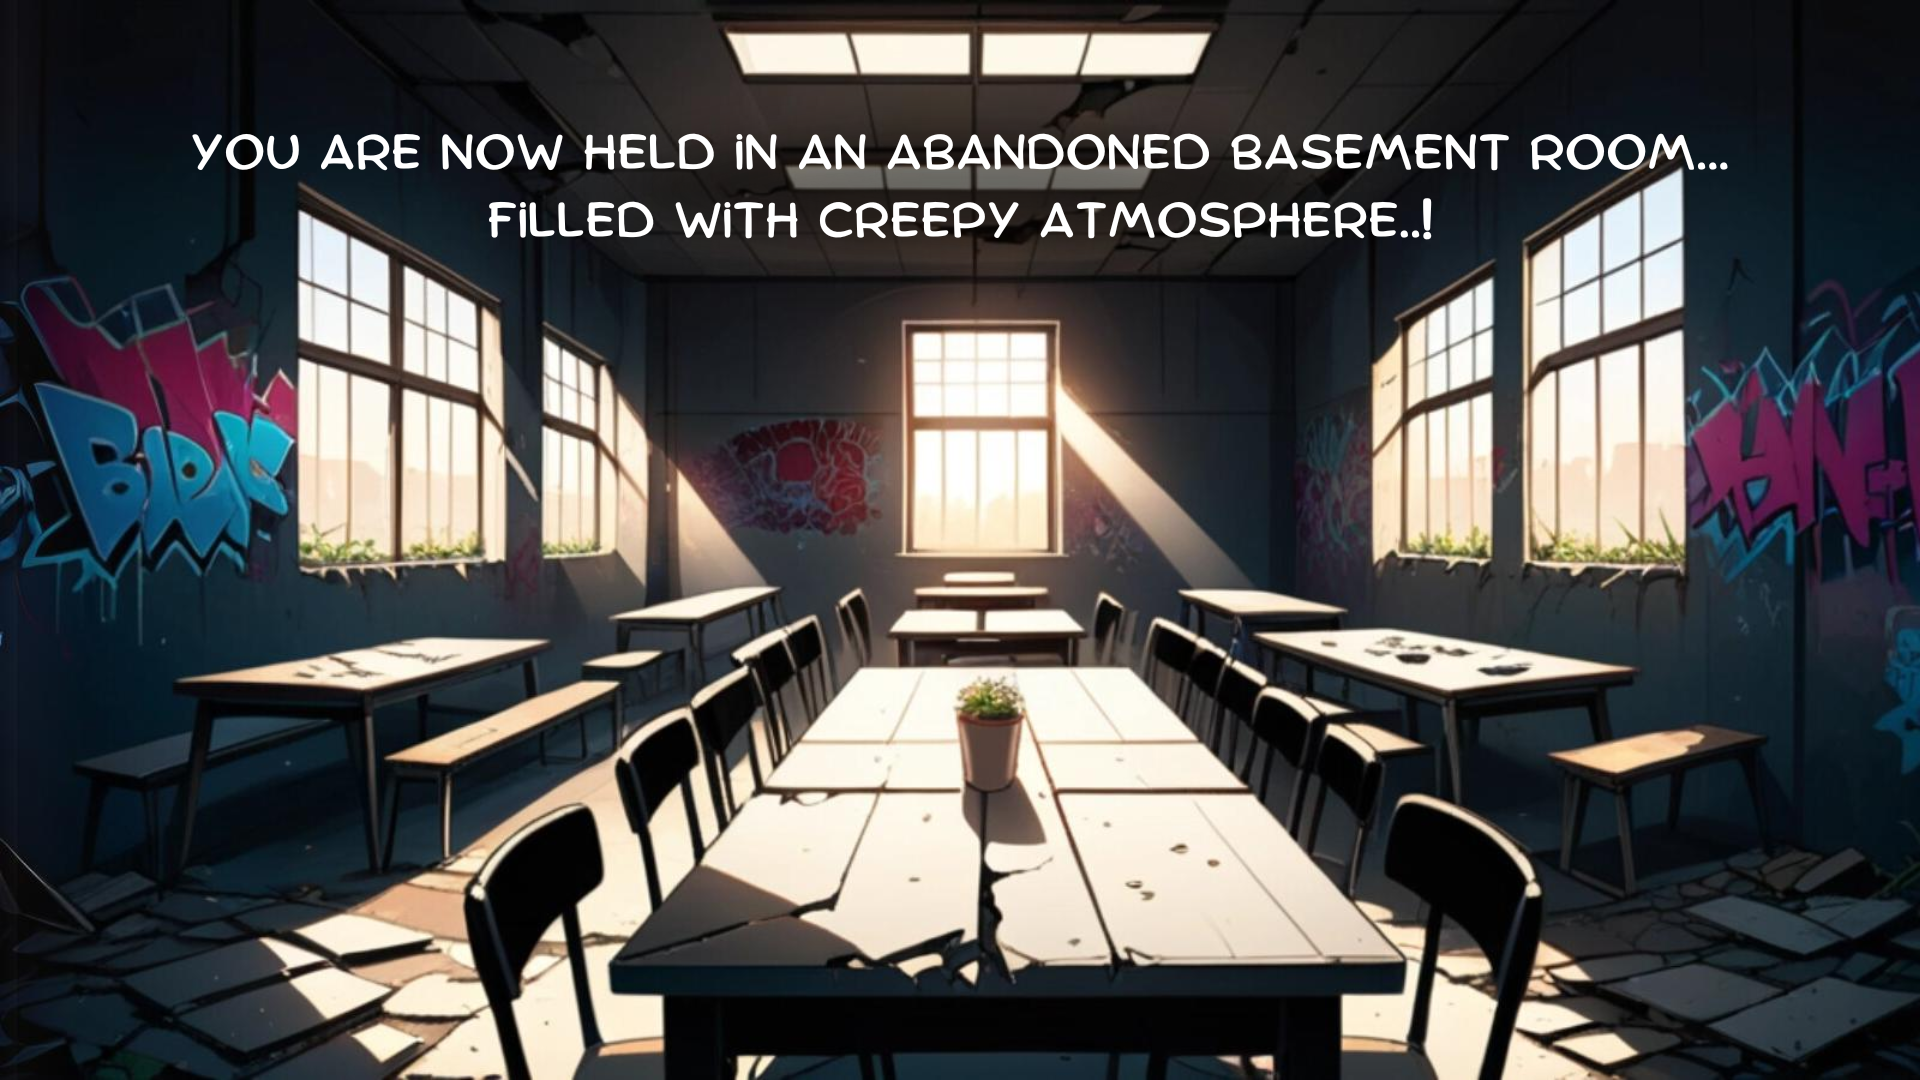 YOU ARE NOW HELD IN AN ABANDONED BASEMENT ROOM...
FILLED WITH CREEPY ATMOSPHERE..!